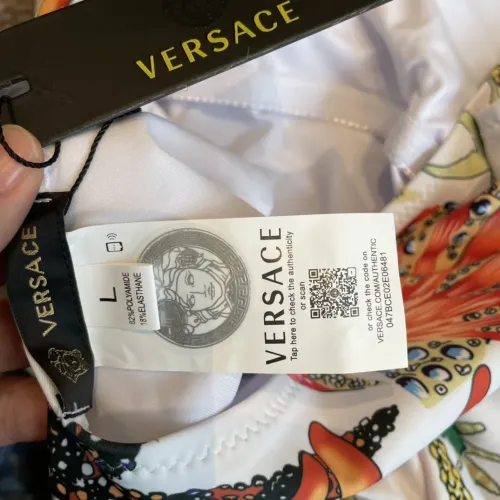 VERSACE
VERSACE
L
82%POLYAMIDE
18%ELASTHANE
VERSACE
Tap here to check the authenticity
or scan
or check the code on
VERSACE.COM/AUTHENTIC
047BCE02E06481